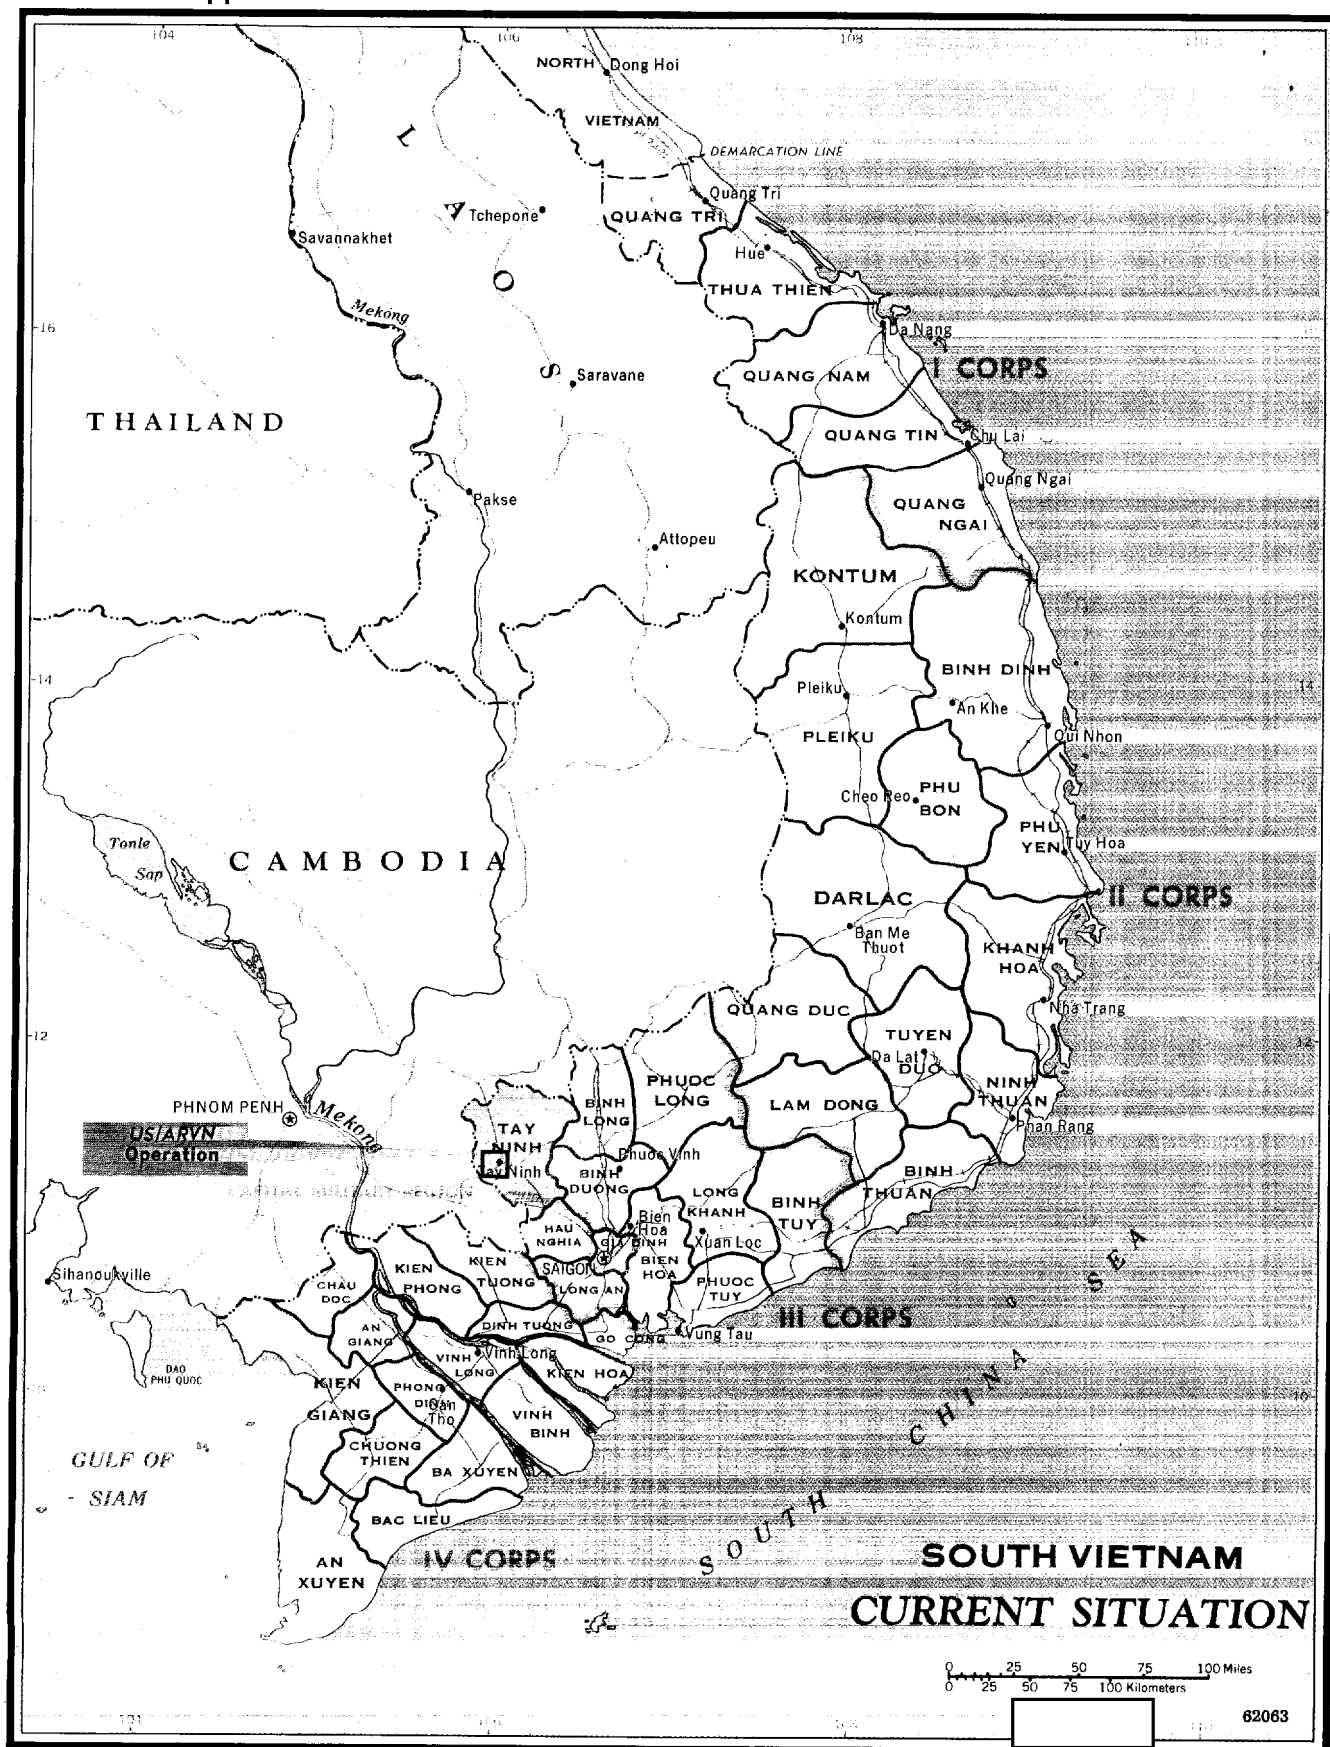 104
106
108
110
NORTH
Dong Hoi
VIETNAM
DEMARCATION LINE
L A O S
Tchepone
Quang Tri
QUANG TRI
Savannakhet
Hue
THUA THIEN
Mekong
16
Da Nang
I CORPS
Saravane
QUANG NAM
THAILAND
QUANG TIN
Chu Lai
Pakse
Quang Ngai
QUANG
NGAI
Attopeu
KONTUM
Kontum
BINH DINH
14
14
Pleiku
An Khe
PLEIKU
Qui Nhon
Cheo Reo
PHU
BON
PHU
YEN
Tuy Hoa
Tonle
Sap
CAMBODIA
DARLAC
II CORPS
Ban Me
Thuot
KHANH
HOA
QUANG DUC
Nha Trang
12
12
TUYEN
DUC
Da Lat
PHUOC
LONG
LAM DONG
NINH
THUAN
BINH
LONG
PHNOM PENH
Mekong
Phan Rang
US/ARVN
Operation
TAY
NINH
Tay Ninh
Phuoc Vinh
BINH
DUONG
LONG
KHANH
BINH
THUAN
BINH
TUY
CAPITAL MILITARY REGION
Bien
Hoa
HAU
NGHIA
GIA DINH
Xuan Loc
BIEN
HOA
SAIGON
KIEN
PHONG
KIEN
TUONG
LONG AN
PHUOC
TUY
Sihanoukville
CHAU
DOC
III CORPS
DINH TUONG
GO CONG
Vung Tau
AN
GIANG
VINH
LONG
Vinh Long
KIEN HOA
DAO
PHU QUOC
KIEN
GIANG
PHONG
DINH
Can
Tho
VINH
BINH
10
CHUONG
THIEN
BA XUYEN
GULF OF
SIAM
BAC LIEU
AN
XUYEN
IV CORPS
SOUTH CHINA SEA
SOUTH VIETNAM
CURRENT SITUATION
0 25 50 75 100 Miles
0 25 50 75 100 Kilometers
62063